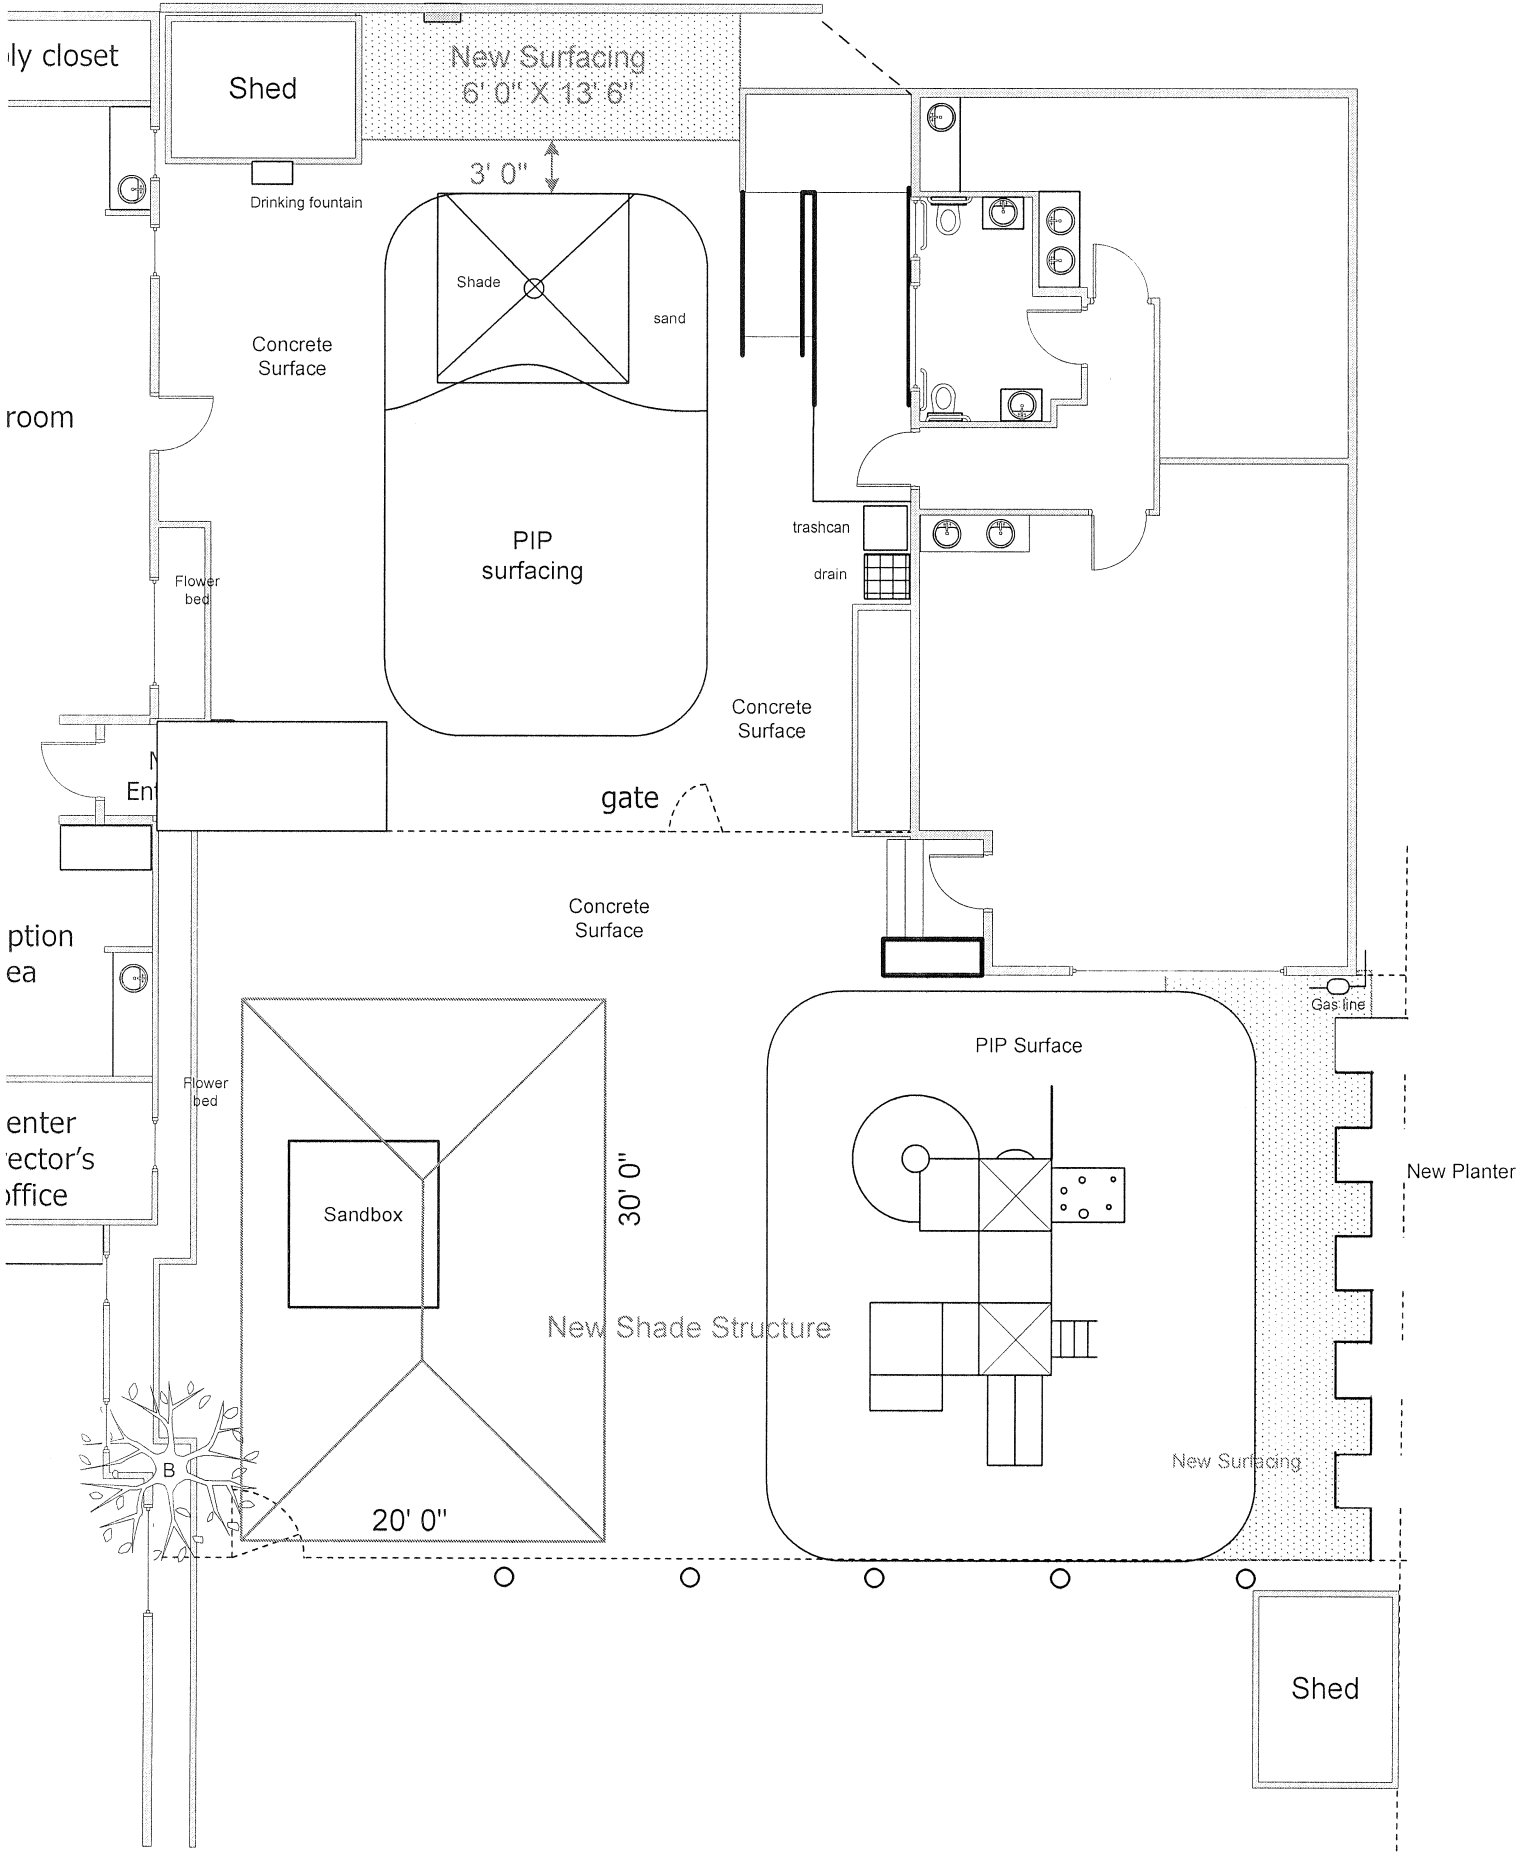 ly closet
Shed
New Surfacing
6' 0" X 13' 6"
3' 0"
Drinking fountain
Shade
sand
Concrete
Surface
room
trashcan
PIP
surfacing
drain
Flower
bed
Concrete
Surface
N
Ent
gate
Concrete
Surface
ption
ea
Gas line
PIP Surface
Flower
bed
enter
ector's
office
30' 0"
New Planter
Sandbox
New Shade Structure
New Surfacing
B
20' 0"
Shed